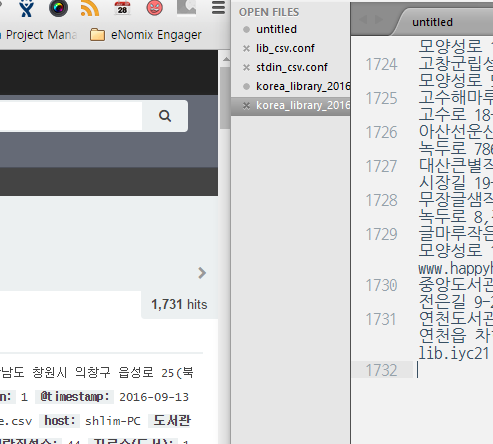 28
Project Mana
eNomix Engager
1,731 hits
남도 창원시 의창구 읍성로 25(북
n: 1 @timestamp: 2016-09-13
e.csv host: shlim-PC 도서관
OPEN FILES
untitled
lib_csv.conf
stdin_csv.conf
korea_library_2016
korea_library_2016
untitled
모양성로 1
1724 고창군립성
모양성로
1725 고수해마루
고수로 18-
1726 아산선운산
녹두로 786
1727 대산큰별작
시장길 19-
1728 무장글샘작
녹두로 8,
1729 글마루작은
모양성로 1
www.happyh
1730 중앙도서관
전은길 9-2
1731 연천도서관
연천읍 차
lib.iyc21
1732